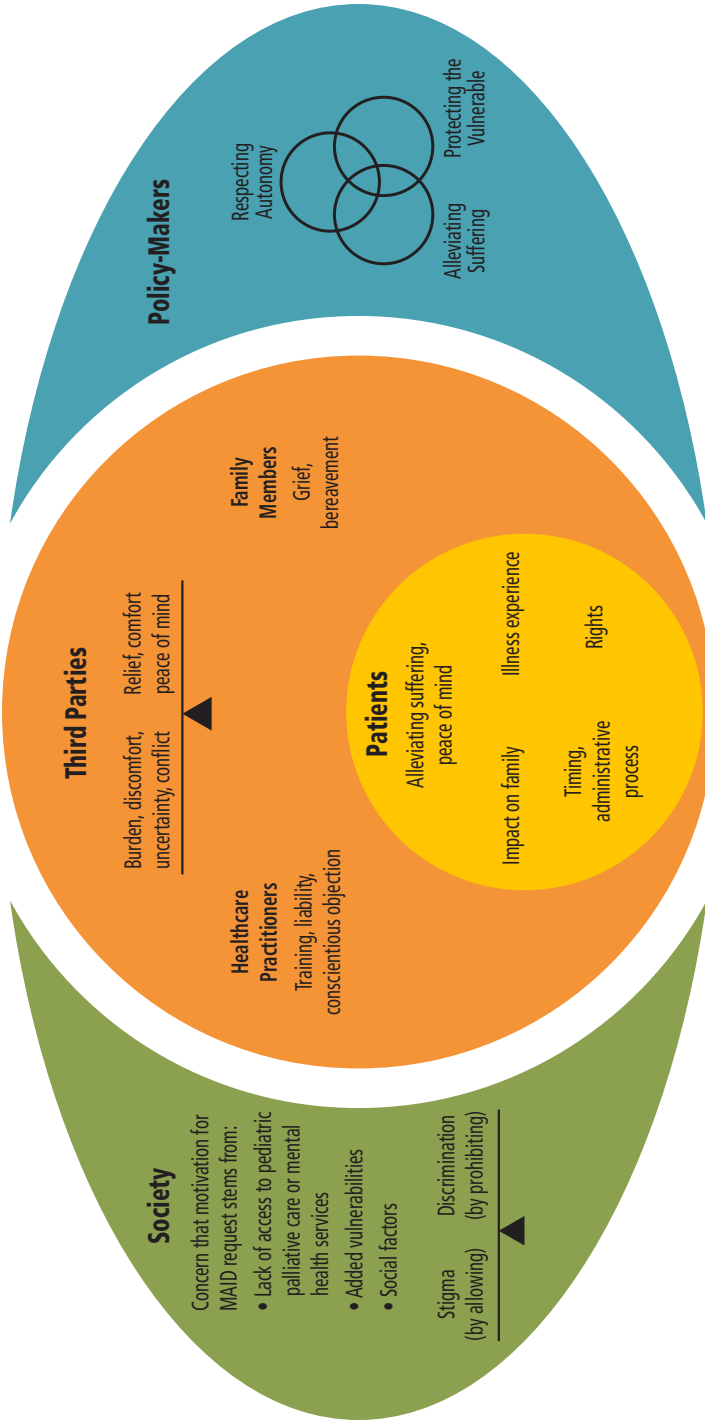 Society
Concern that motivation for
MAID request stems from:
• Lack of access to pediatric
palliative care or mental
health services
• Added vulnerabilities
• Social factors
Stigma
(by allowing)
Discrimination
(by prohibiting)
Third Parties
Burden, discomfort,
uncertainty, conflict
Relief, comfort
peace of mind
Healthcare
Practitioners
Training, liability,
conscientious objection
Family
Members
Grief,
bereavement
Patients
Alleviating suffering,
peace of mind
Impact on family
Illness experience
Timing,
administrative
process
Rights
Policy-Makers
Respecting
Autonomy
Alleviating
Suffering
Protecting the
Vulnerable